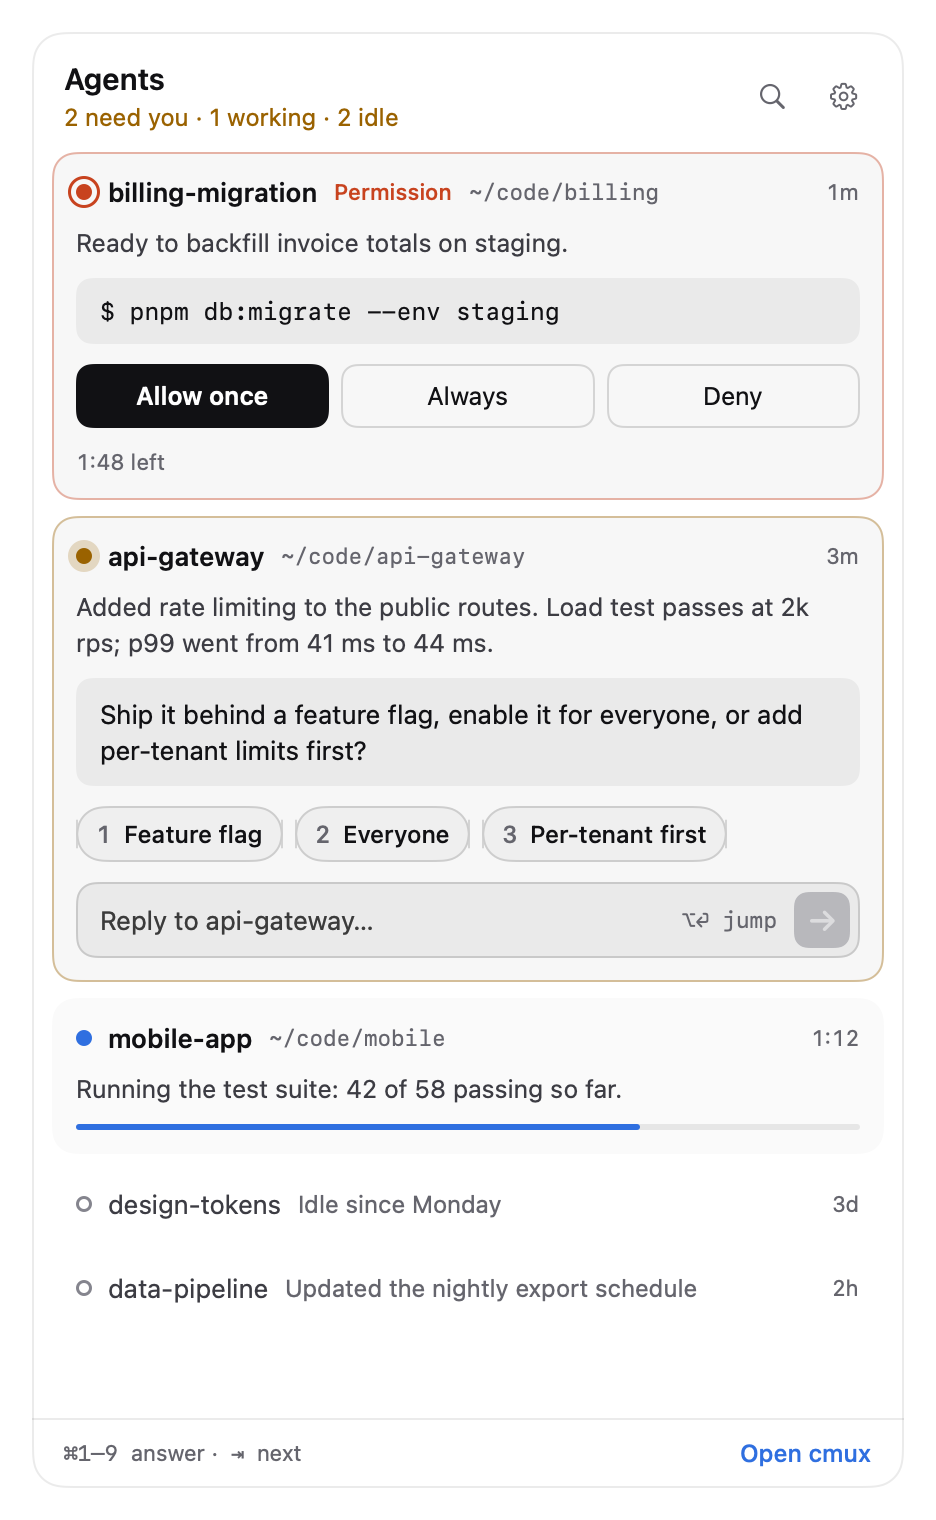 Agents
2 need you · 1 working · 2 idle
billing-migration Permission ~/code/billing 1m
Ready to backfill invoice totals on staging.
$ pnpm db:migrate --env staging
Allow once Always Deny
1:48 left
api-gateway ~/code/api-gateway 3m
Added rate limiting to the public routes. Load test passes at 2k
rps; p99 went from 41 ms to 44 ms.
Ship it behind a feature flag, enable it for everyone, or add
per-tenant limits first?
1 Feature flag 2 Everyone 3 Per-tenant first
Reply to api-gateway... ⌥⏎ jump
mobile-app ~/code/mobile 1:12
Running the test suite: 42 of 58 passing so far.
design-tokens Idle since Monday 3d
data-pipeline Updated the nightly export schedule 2h
⌘1–9 answer · ⇥ next Open cmux